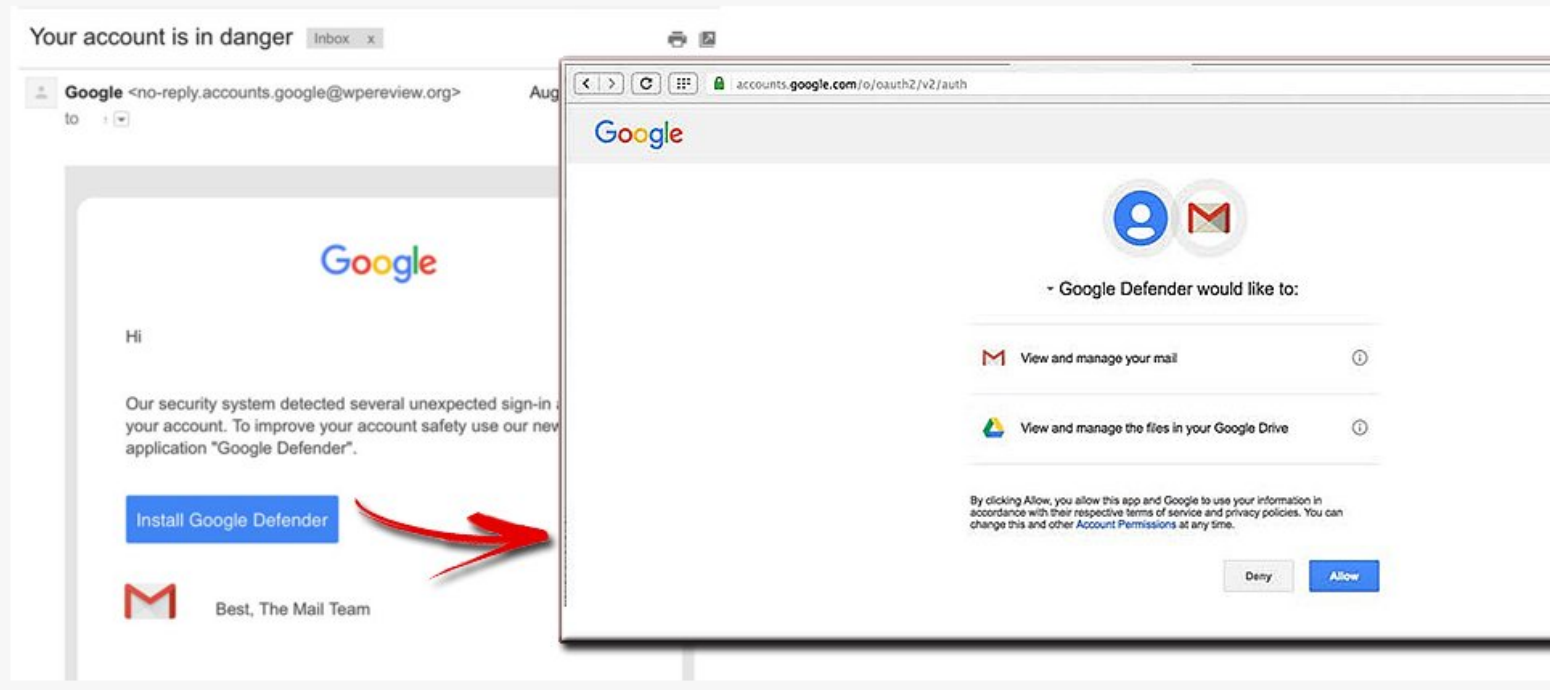 Your account is in danger Inbox x
Google <no-reply.accounts.google@wpereview.org> Aug
to
Google
Hi
Our security system detected several unexpected sign-in
your account. To improve your account safety use our new
application "Google Defender".
Install Google Defender
Best, The Mail Team
accounts.google.com/o/oauth2/v2/auth
Google
Google Defender would like to:
View and manage your mail
View and manage the files in your Google Drive
By clicking Allow, you allow this app and Google to use your information in
accordance with their respective terms of service and privacy policies. You can
change this and other Account Permissions at any time.
Deny Allow